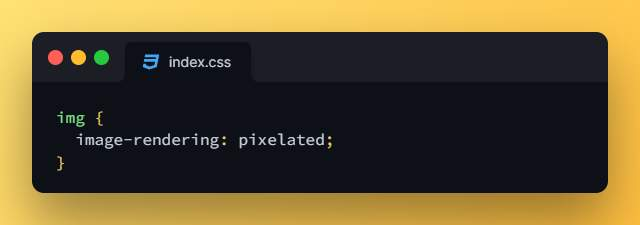 index.css
img {
  image-rendering: pixelated;
}